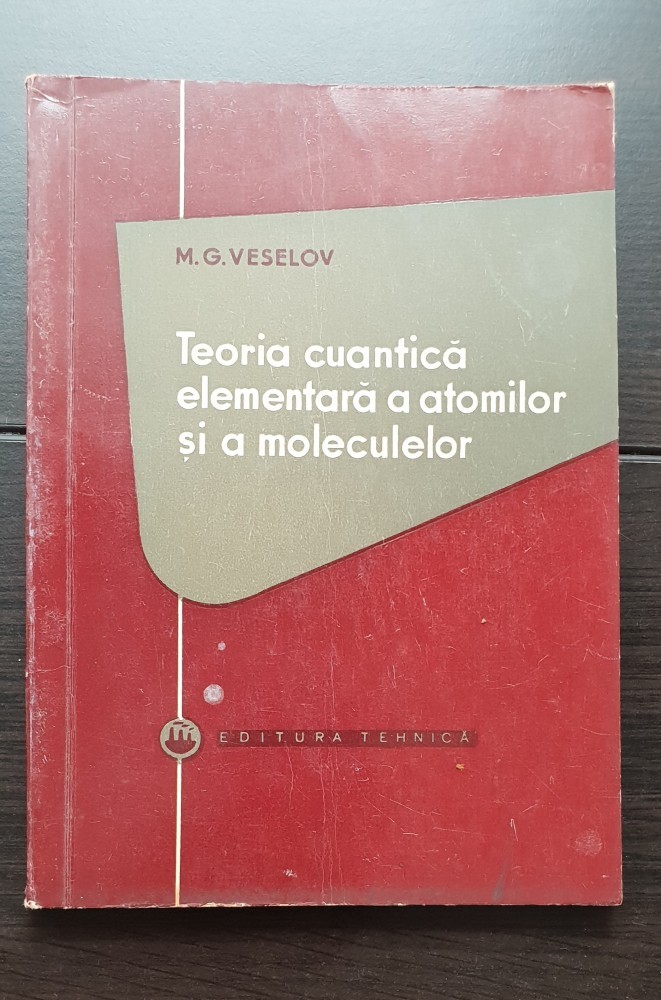 M.G. VESELOV
Teoria cuantică
elementară a atomilor
și a moleculelor
EDITURA TEHNICĂ